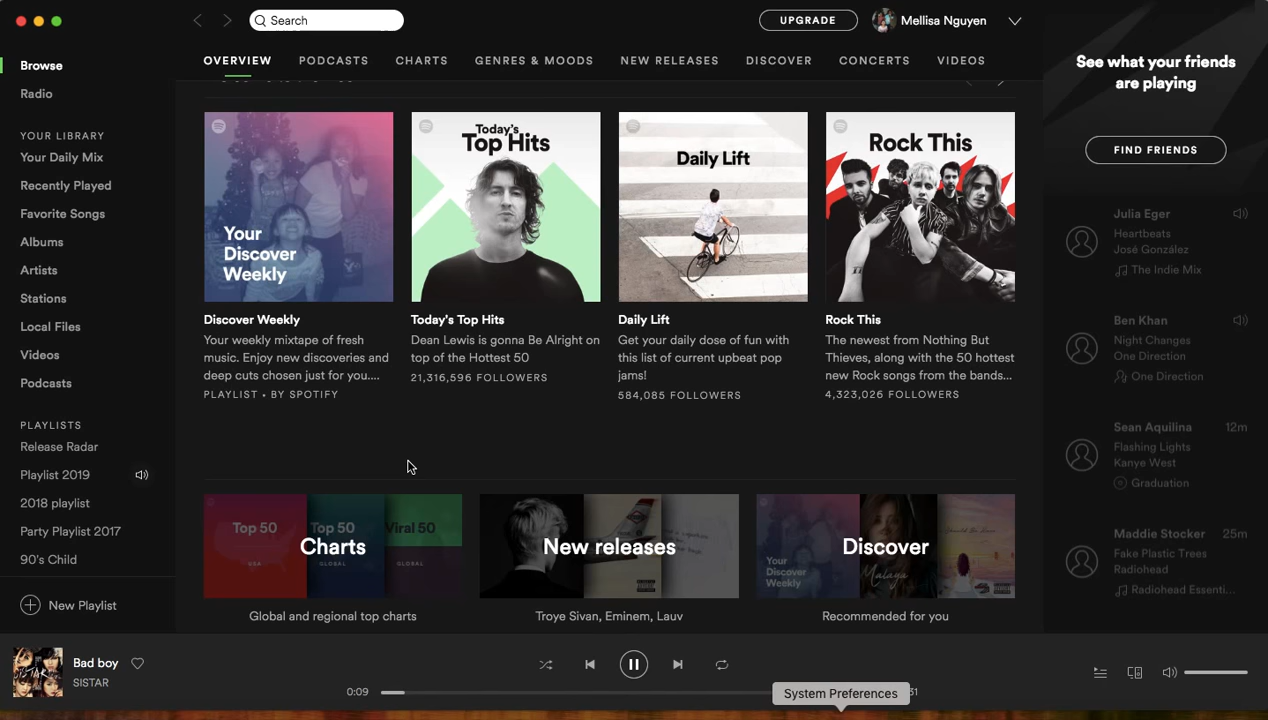 Search
UPGRADE
Mellisa Nguyen
Browse
Radio
YOUR LIBRARY
Your Daily Mix
Recently Played
Favorite Songs
Albums
Artists
Stations
Local Files
Videos
Podcasts
PLAYLISTS
Release Radar
Playlist 2019
2018 playlist
Party Playlist 2017
90's Child
New Playlist
OVERVIEW PODCASTS CHARTS GENRES & MOODS NEW RELEASES DISCOVER CONCERTS VIDEOS
Your
Discover
Weekly
Discover Weekly
Your weekly mixtape of fresh
music. Enjoy new discoveries and
deep cuts chosen just for you....
PLAYLIST • BY SPOTIFY
Today's
Top Hits
Today's Top Hits
Dean Lewis is gonna Be Alright on
top of the Hottest 50
21,316,596 FOLLOWERS
Daily Lift
Daily Lift
Get your daily dose of fun with
this list of current upbeat pop
jams!
584,085 FOLLOWERS
Rock This
Rock This
The newest from Nothing But
Thieves, along with the 50 hottest
new Rock songs from the bands...
4,323,026 FOLLOWERS
Top 50 Top 50 Viral 50
Charts
USA GLOBAL GLOBAL
Global and regional top charts
New releases
Troye Sivan, Eminem, Lauv
Discover
Your
Discover
Weekly
Malaya
Recommended for you
See what your friends
are playing
FIND FRIENDS
Julia Eger
Heartbeats
José González
The Indie Mix
Ben Khan
Night Changes
One Direction
One Direction
Sean Aquilina 12m
Flashing Lights
Kanye West
Graduation
Maddie Stocker 25m
Fake Plastic Trees
Radiohead
Radiohead Essenti...
SISTAR
Bad boy
SISTAR
0:09
31
System Preferences